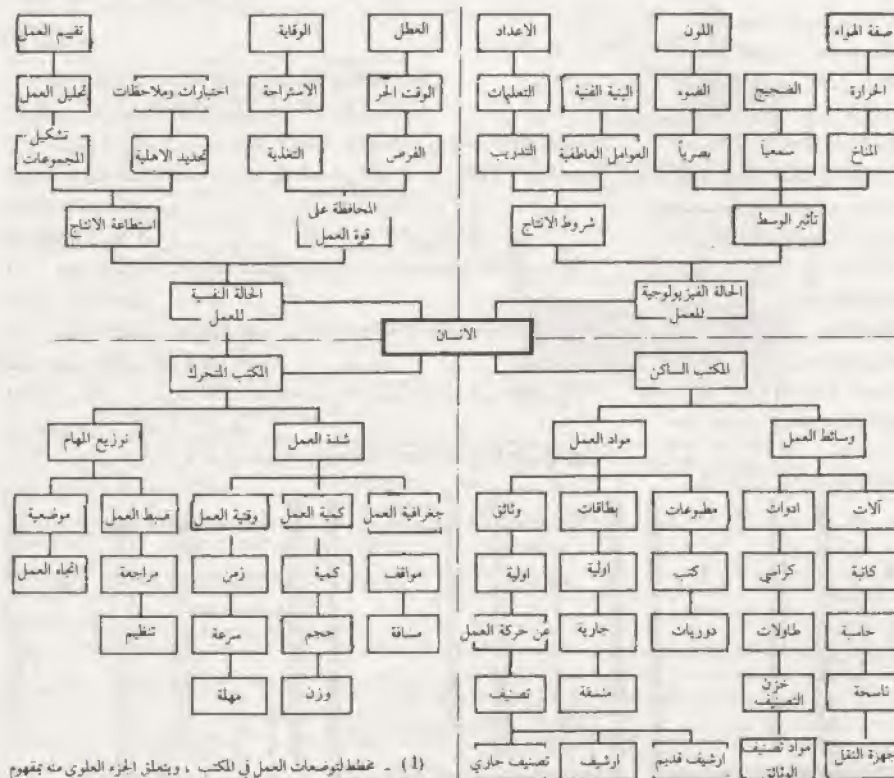 صفة الهواء
اللون
الاعداد
العطل
الوقاية
تقييم العمل
الحرارة
الضجيج
الضوء
البنية الفنية
التعليمات
الوقت الحر
الاستراحة
اختبارات وملاحظات
تحليل العمل
المناخ
سمعياً
بصرياً
العوامل العاطفية
التدريب
الفرص
التغذية
تحديد الاهلية
تشكيل
المجموعات
تأثير الوسط
شروط الانتاج
المحافظة على
قوة العمل
استطاعة الانتاج
الحالة الفيزيولوجية
للعمل
الحالة النفسية
للعمل
الانسان
المكتب الساكن
المكتب المتحرك
وسائط العمل
مواد العمل
شدة العمل
توزيع المهام
آلات
ادوات
مطبوعات
بطاقات
وثائق
جغرافية العمل
كمية العمل
وقتية العمل
ضبط العمل
موضعية
كاتبة
كراسي
كتب
اولية
اولية
مواقف
كمية
زمن
مراجعة
اتجاه العمل
حاسبة
طاولات
دوريات
جارية
عن حركة العمل
مسافة
حجم
سرعة
تنظيم
ناسخة
خزن
التصنيف
منسقة
تصنيف
وزن
مهلة
اجهزة النقل
مواد تصنيف
الوثائق
ارشيف قديم
ارشيف
تصنيف جاري
(1) ـ مخطط لتوضعات العمل في المكتب ، ويتعلق الجزء العلوي منه بمفهوم